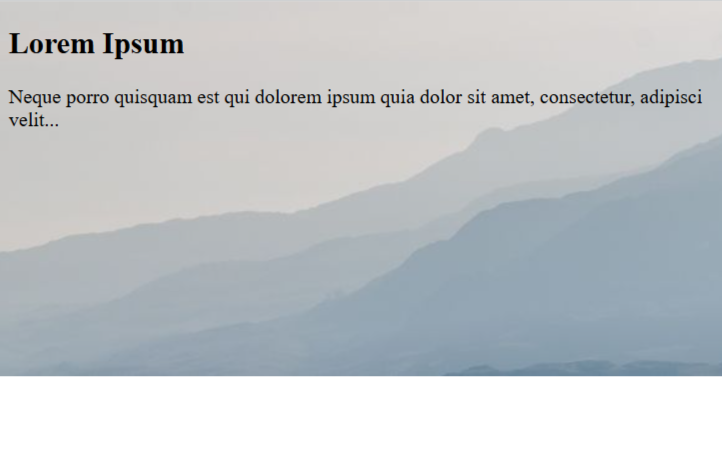 Lorem Ipsum
Neque porro quisquam est qui dolorem ipsum quia dolor sit amet, consectetur, adipisci
velit...